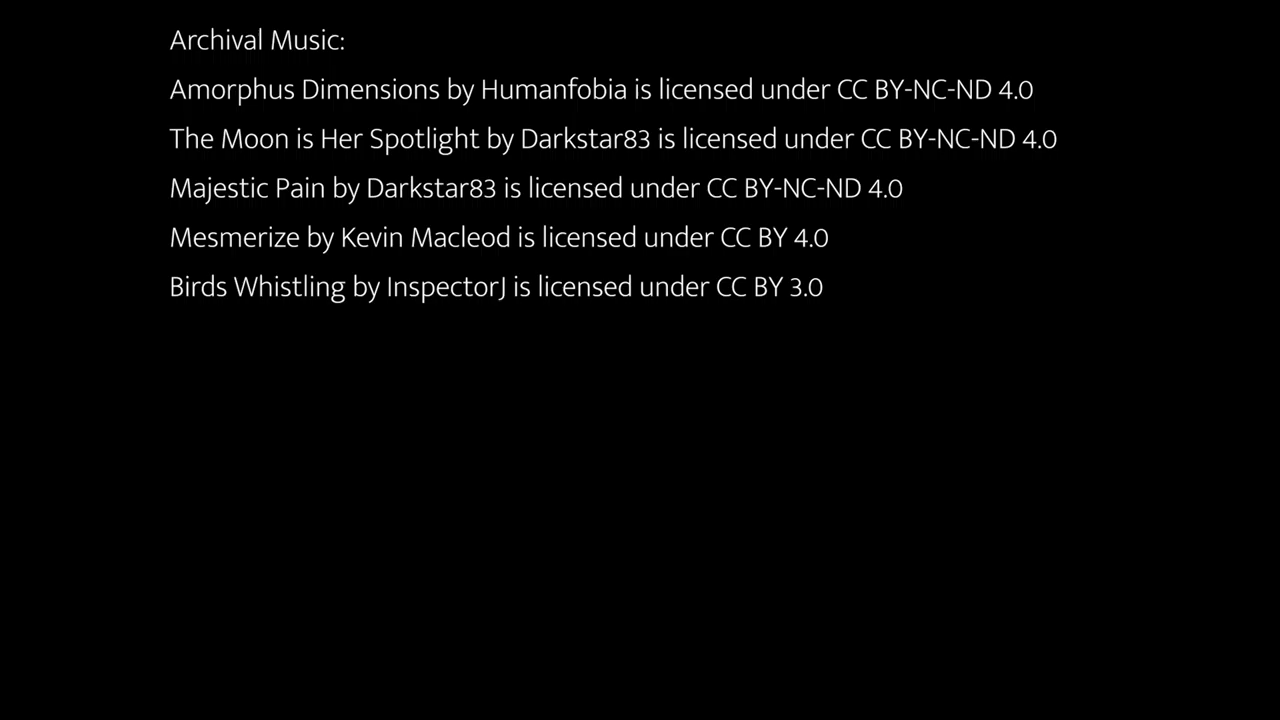 Archival Music:
Amorphus Dimensions by Humanfobia is licensed under CC BY-NC-ND 4.0
The Moon is Her Spotlight by Darkstar83 is licensed under CC BY-NC-ND 4.0
Majestic Pain by Darkstar83 is licensed under CC BY-NC-ND 4.0
Mesmerize by Kevin Macleod is licensed under CC BY 4.0
Birds Whistling by InspectorJ is licensed under CC BY 3.0